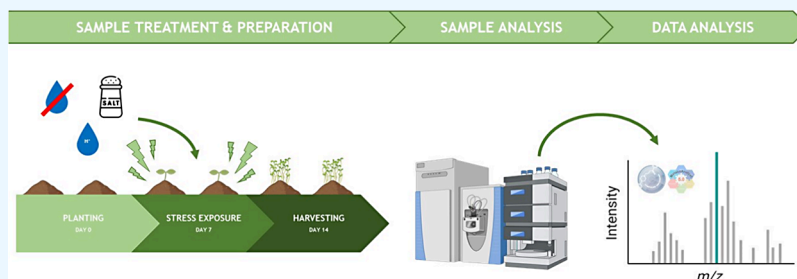 SAMPLE TREATMENT & PREPARATION
SAMPLE ANALYSIS
DATA ANALYSIS
SALT
H⁺
PLANTING
DAY 0
STRESS EXPOSURE
DAY 7
HARVESTING
DAY 14
Intensity
m/z